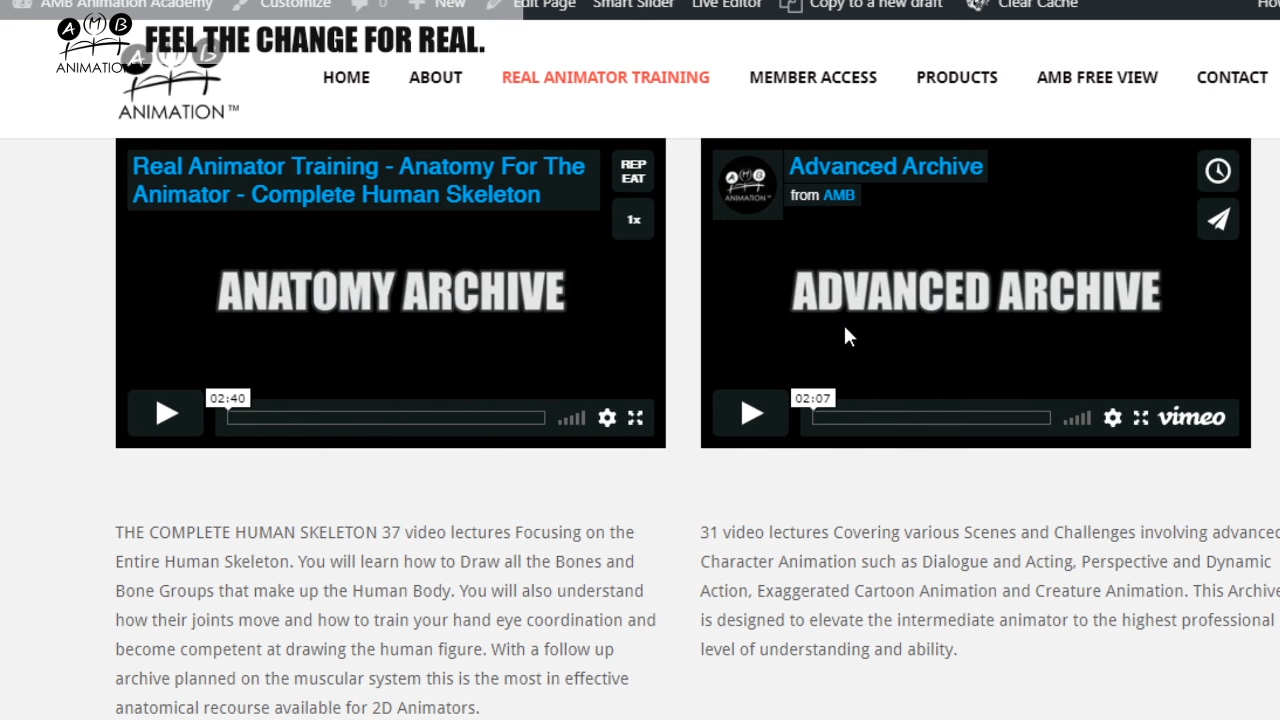 AMB Animation Academy Customize 0 New Edit Page Smart Slider Live Editor Copy to a new draft Clear Cache
AMB
ANIMATION
FEEL THE CHANGE FOR REAL.
AMB
ANIMATION™
HOME ABOUT REAL ANIMATOR TRAINING MEMBER ACCESS PRODUCTS AMB FREE VIEW CONTACT
Real Animator Training - Anatomy For The
Animator - Complete Human Skeleton
REP
EAT
1x
ANATOMY ARCHIVE
02:40
AMB
ANIMATION™
Advanced Archive
from AMB
ADVANCED ARCHIVE
02:07
vimeo
THE COMPLETE HUMAN SKELETON 37 video lectures Focusing on the
Entire Human Skeleton. You will learn how to Draw all the Bones and
Bone Groups that make up the Human Body. You will also understand
how their joints move and how to train your hand eye coordination and
become competent at drawing the human figure. With a follow up
archive planned on the muscular system this is the most in effective
anatomical recourse available for 2D Animators.
31 video lectures Covering various Scenes and Challenges involving advanced
Character Animation such as Dialogue and Acting, Perspective and Dynamic
Action, Exaggerated Cartoon Animation and Creature Animation. This Archive
is designed to elevate the intermediate animator to the highest professional
level of understanding and ability.